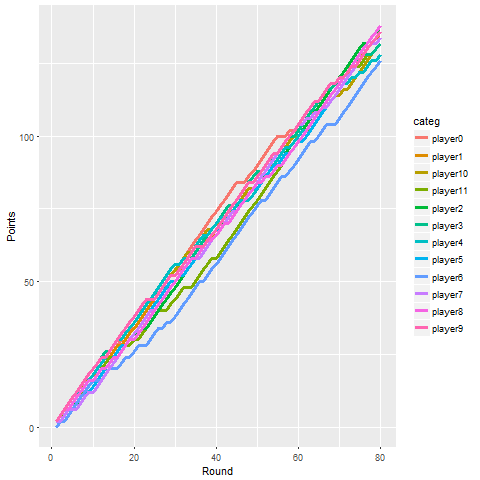 100
50
0
Points
0
20
40
60
80
Round
categ
player0
player1
player10
player11
player2
player3
player4
player5
player6
player7
player8
player9